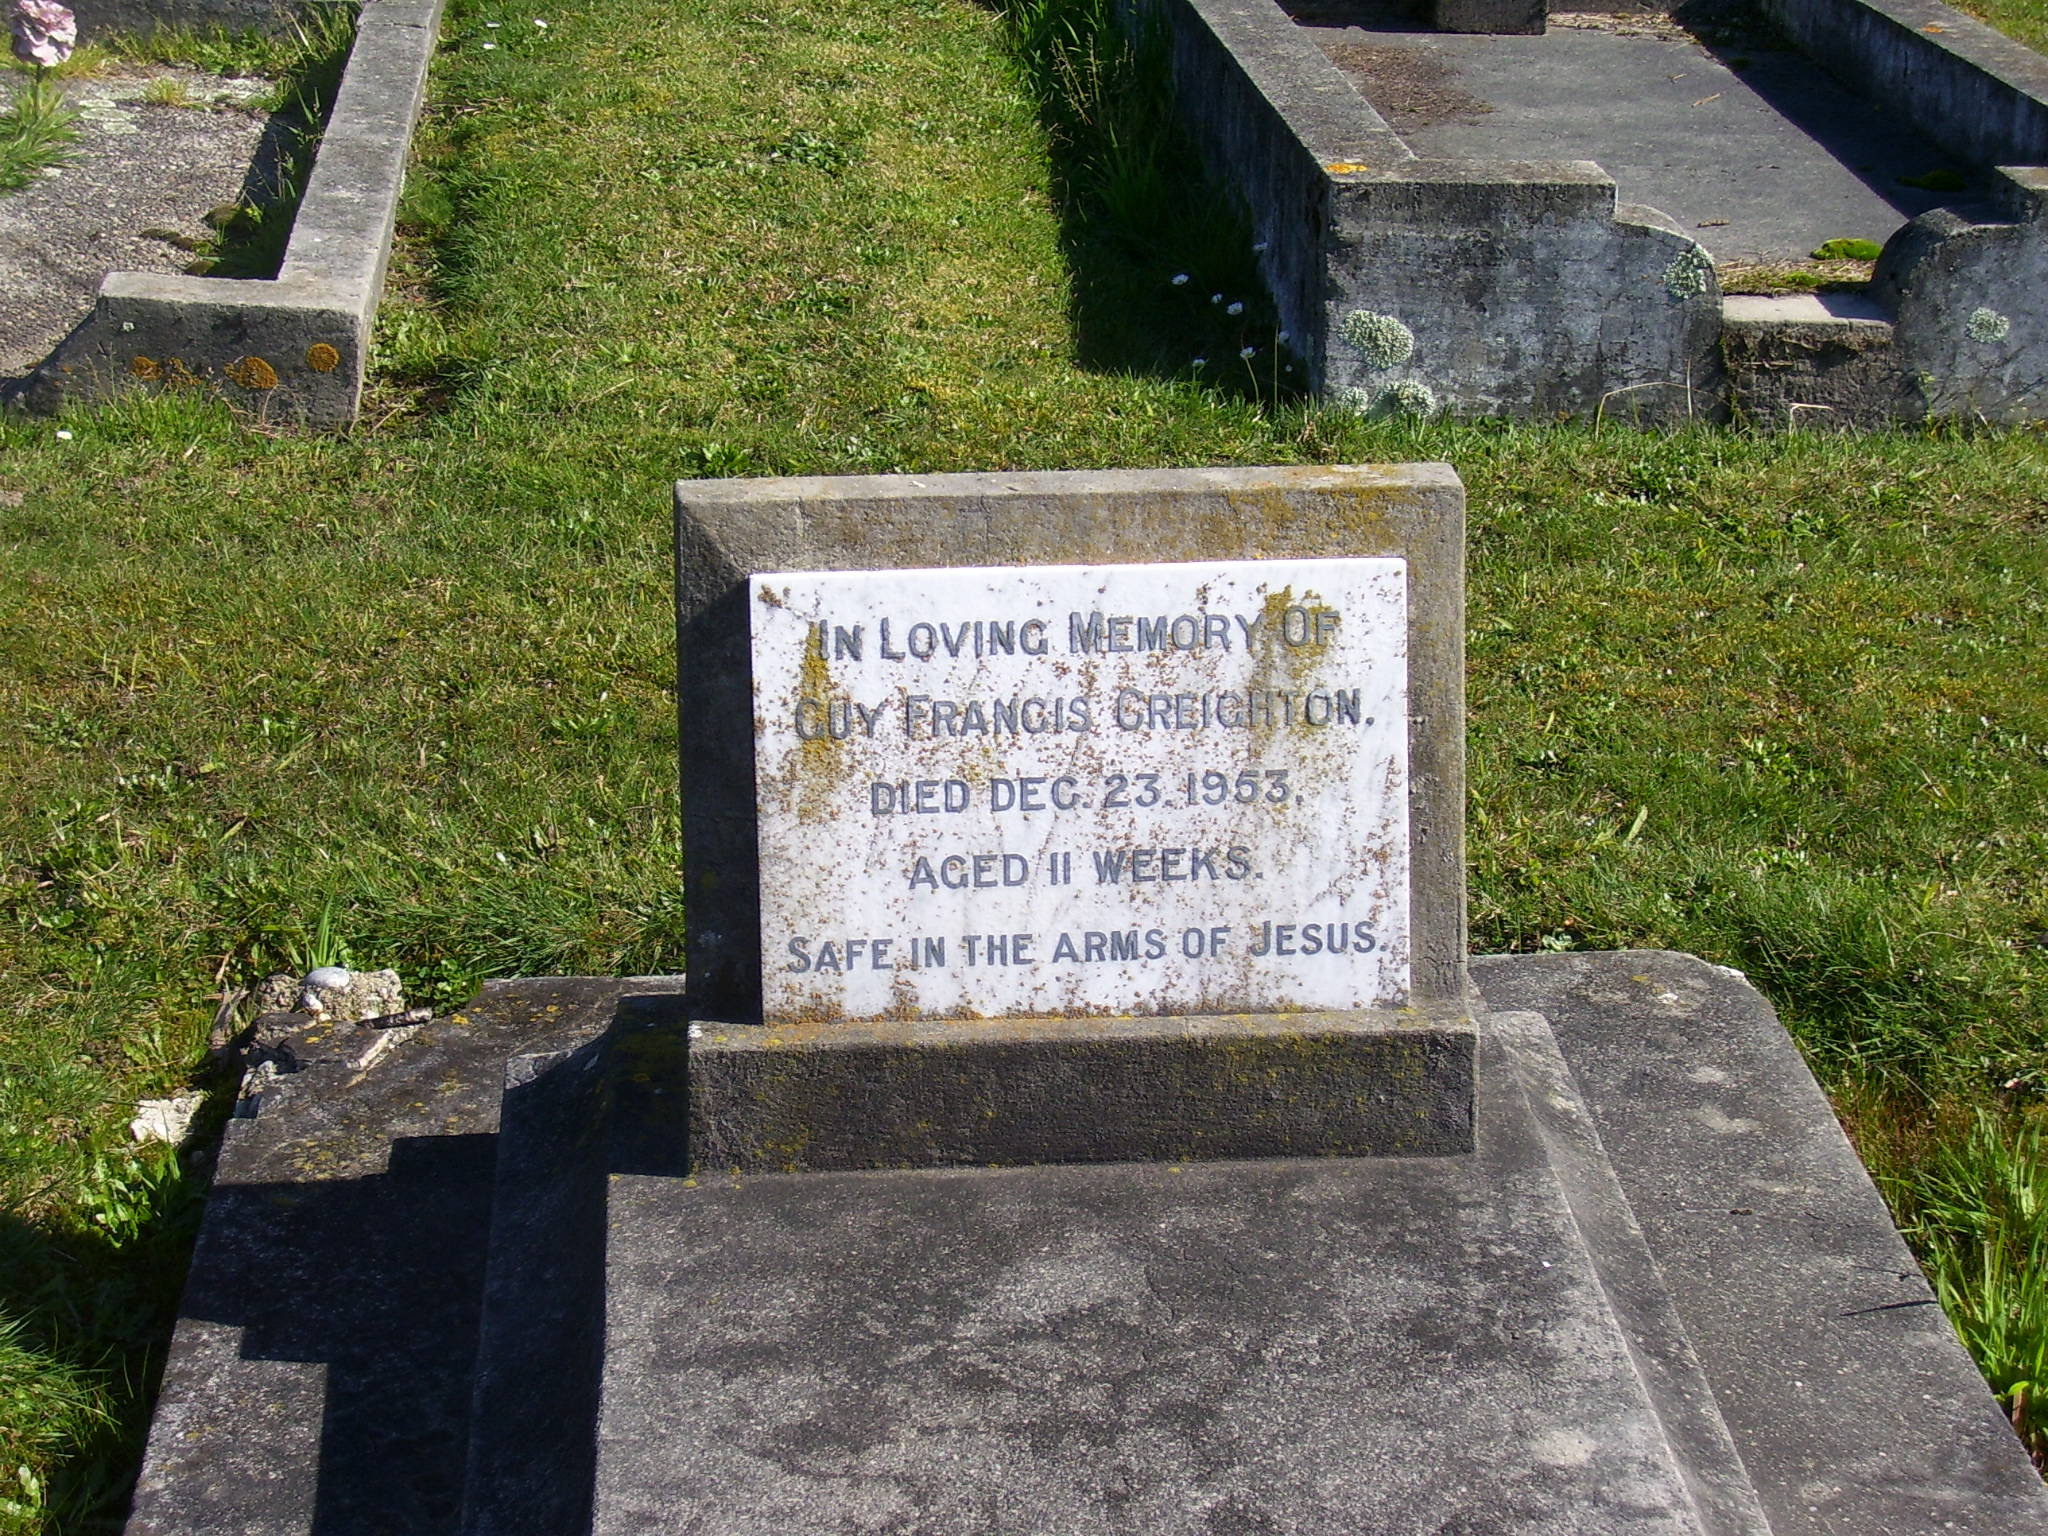 IN LOVING MEMORY OF
GUY FRANCIS CREIGHTON.
DIED DEC. 23. 1953.
AGED 11 WEEKS.
SAFE IN THE ARMS OF JESUS.